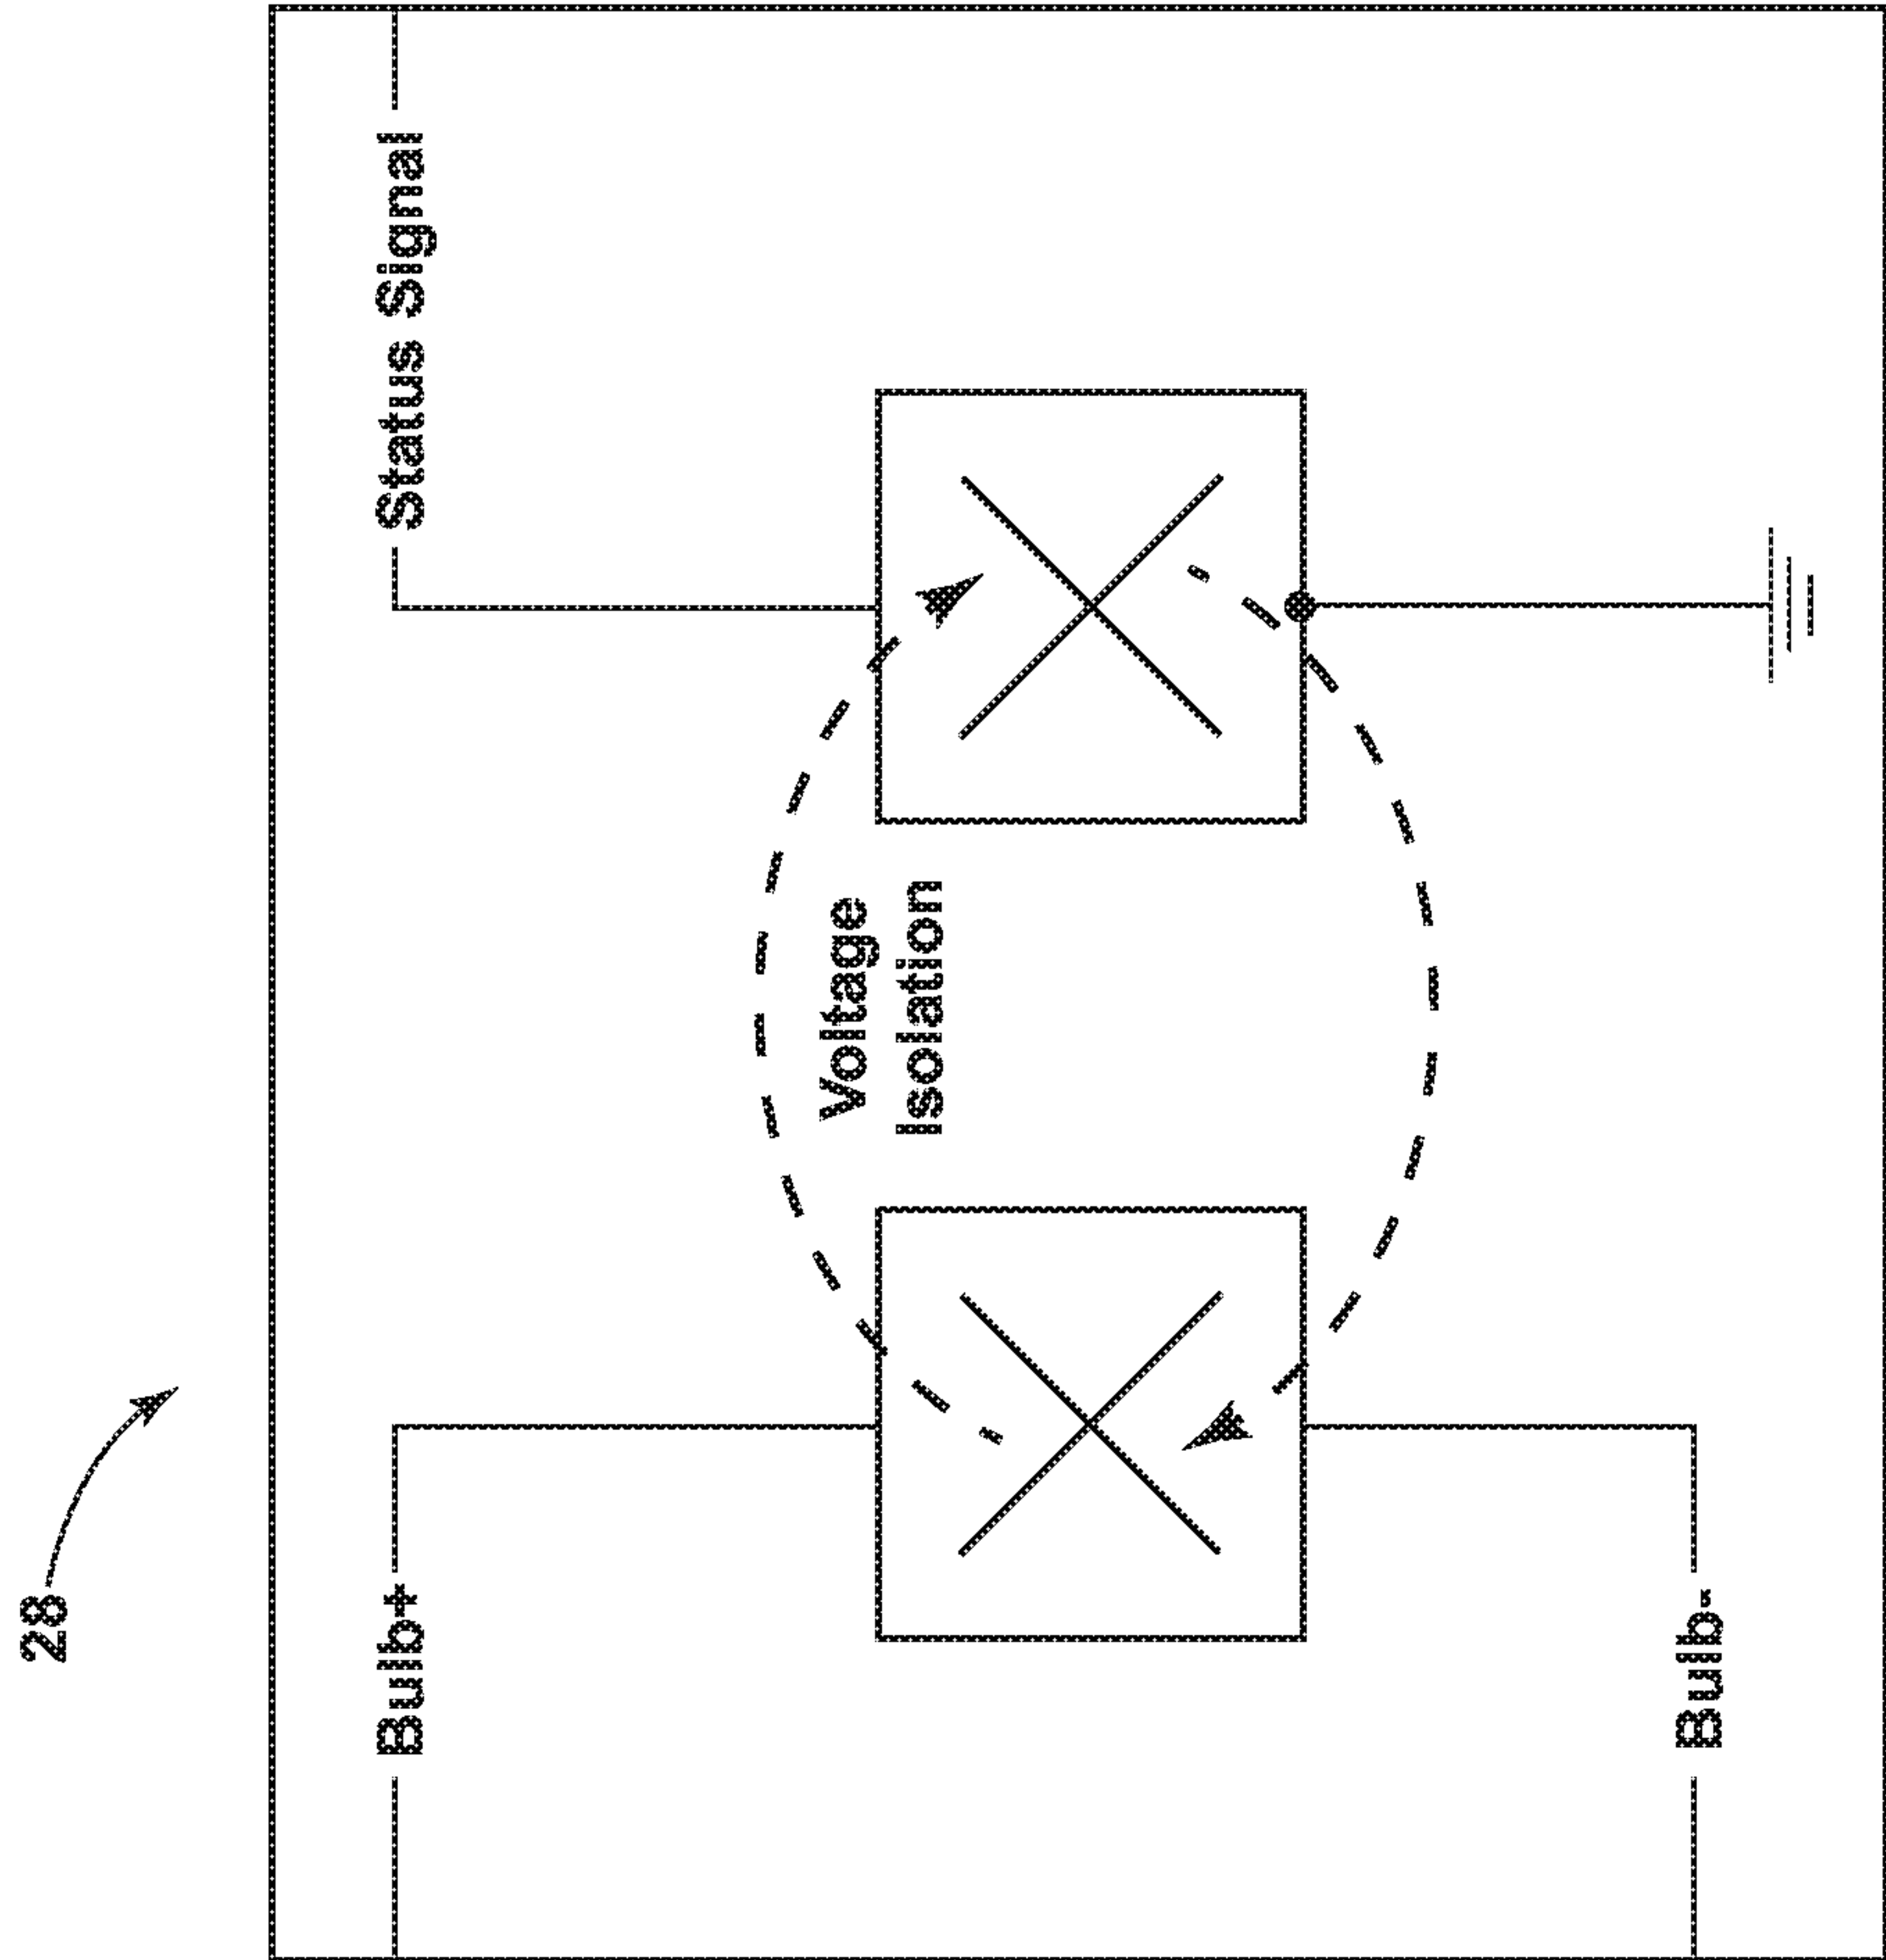 28
Bulb+
Status Signal
Voltage
Isolation
Bulb-